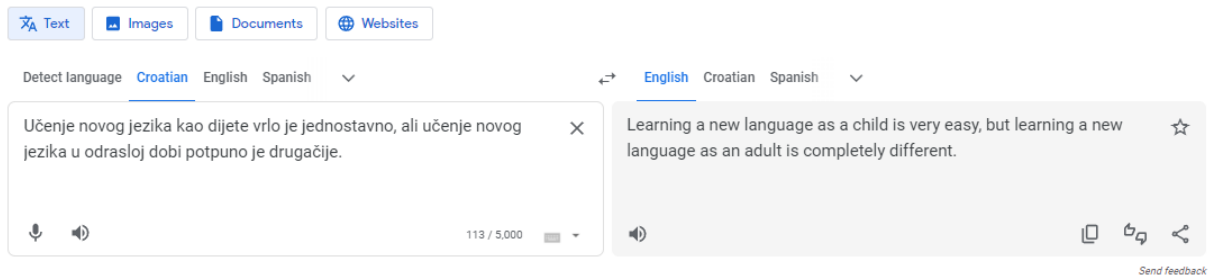 Text Images Documents Websites
Detect language Croatian English Spanish
English Croatian Spanish
Učenje novog jezika kao dijete vrlo je jednostavno, ali učenje novog
jezika u odrasloj dobi potpuno je drugačije.
113 / 5,000
Learning a new language as a child is very easy, but learning a new
language as an adult is completely different.
Send feedback